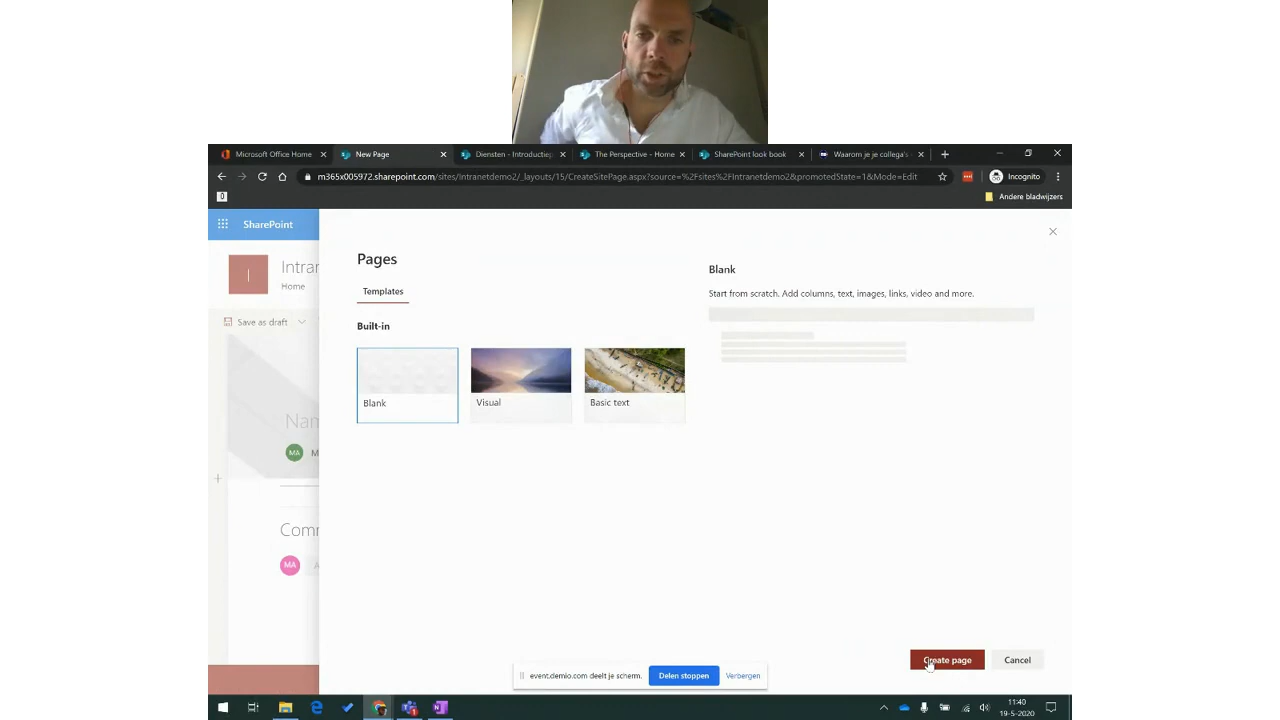 Microsoft Office Home
New Page
Diensten - Introductie
The Perspective - Home
SharePoint look book
Waarom je je collega's
m365x005972.sharepoint.com/sites/Intranetdemo2/_layouts/15/CreateSitePage.aspx?source=%2Fsites%2FIntranetdemo2&promotedState=1&Mode=Edit
Incognito
0
Andere bladwijzers
SharePoint
I
Intran
Home
Save as draft
Nam
MA
M
Comm
MA
A
Pages
Templates
Built-in
Blank
Visual
Basic text
Blank
Start from scratch. Add columns, text, images, links, video and more.
Create page
Cancel
event.demio.com deelt je scherm.
Delen stoppen
Verbergen
11:40
19-5-2020